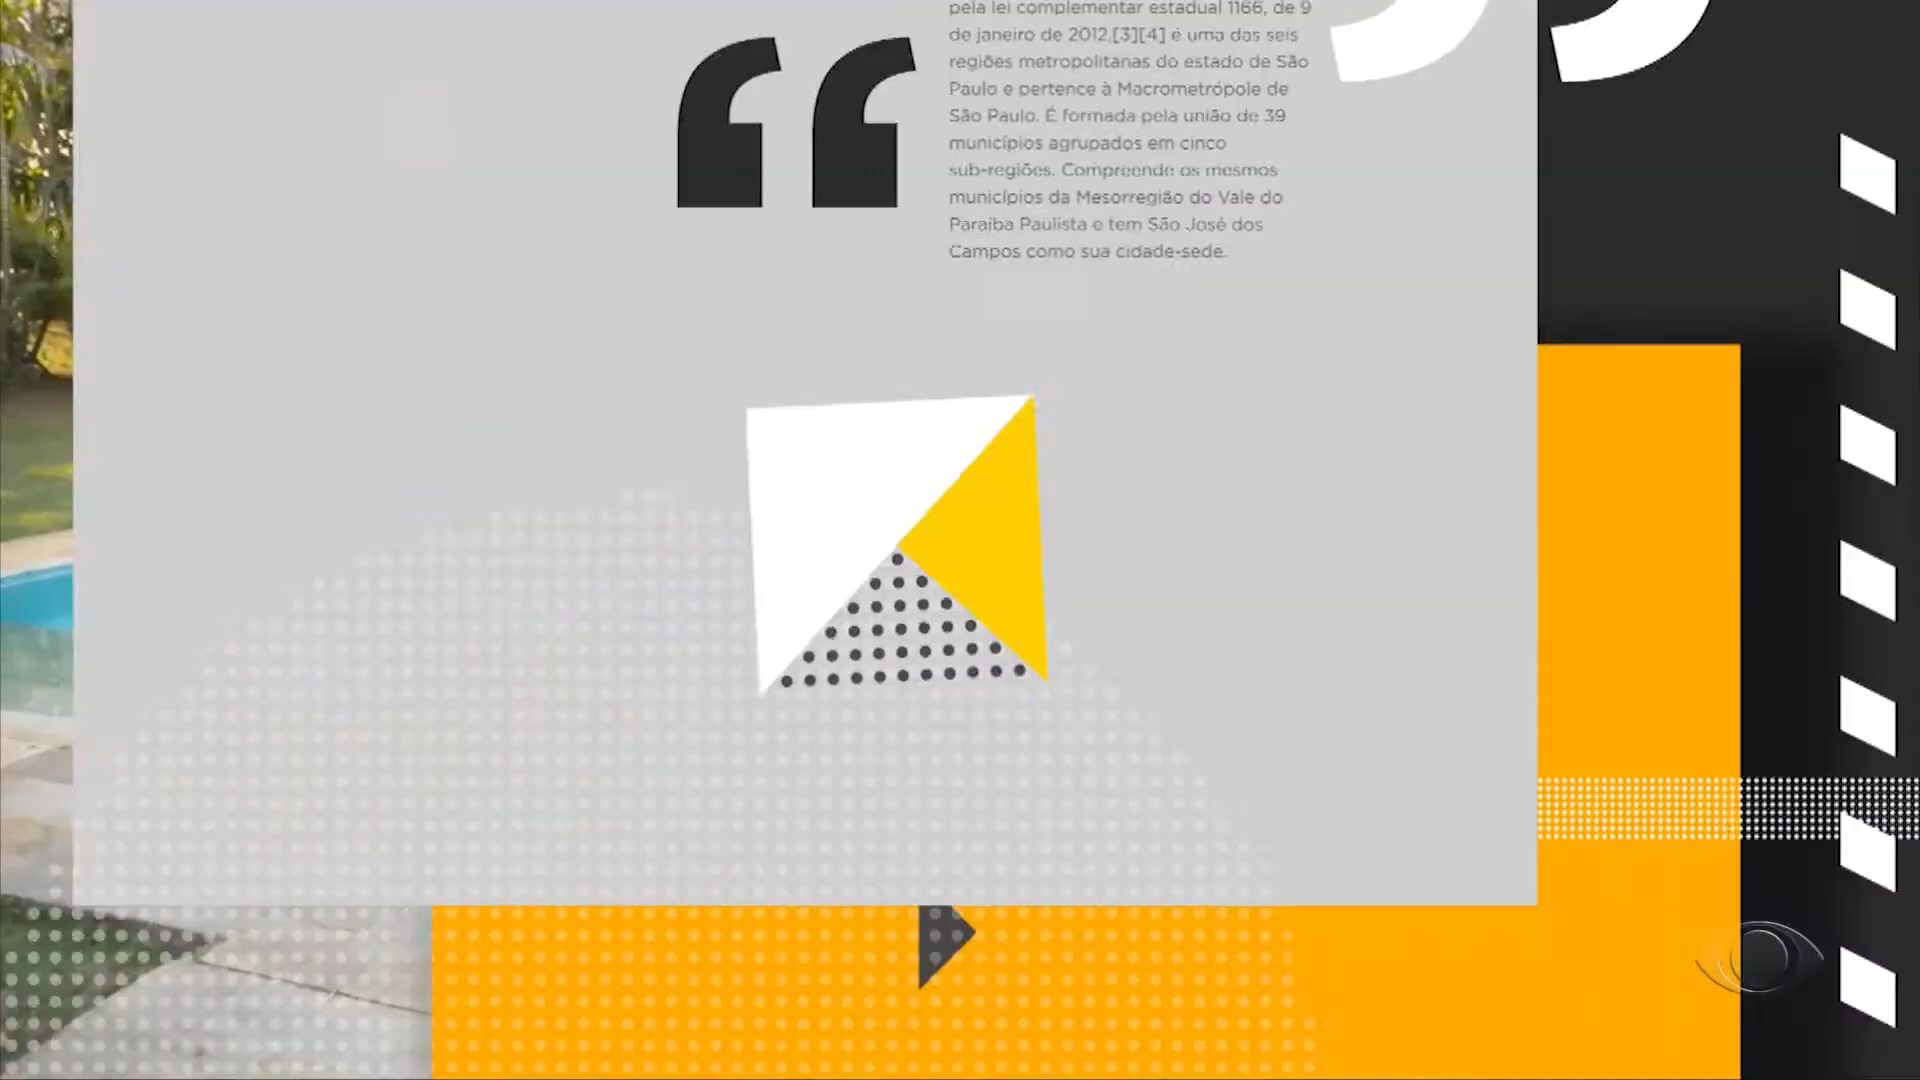 pela lei complementar estadual 1166, de 9
de janeiro de 2012,[3][4] é uma das seis
regiões metropolitanas do estado de São
Paulo e pertence à Macrometrópole de
São Paulo. É formada pela união de 39
municípios agrupados em cinco
sub-regiões. Compreende os mesmos
municípios da Mesorregião do Vale do
Paraíba Paulista e tem São José dos
Campos como sua cidade-sede.